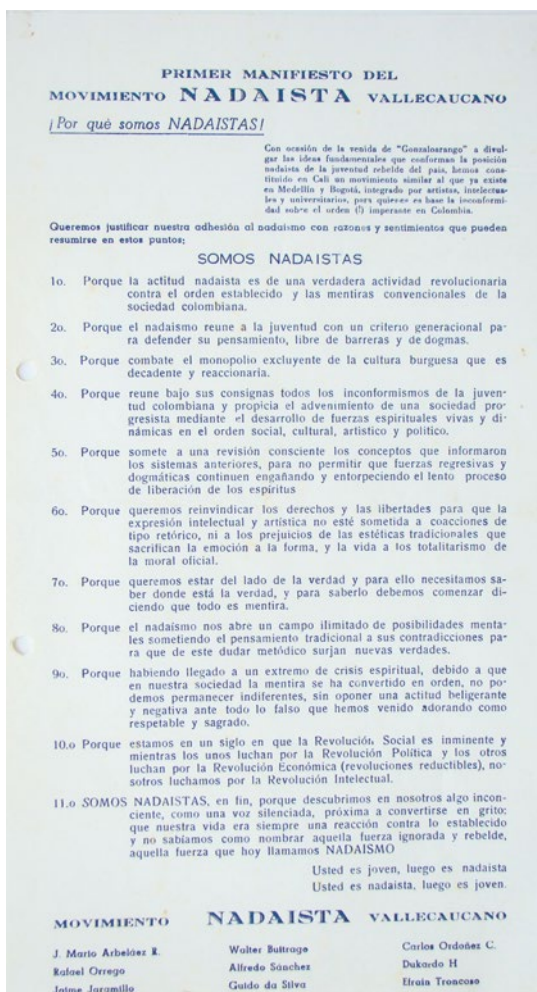 PRIMER MANIFIESTO DEL
MOVIMIENTO NADAISTA VALLECAUCANO
¡Por qué somos NADAISTAS!
Con ocasión de la venida de "Gonzaloarango" a divul-
gar las ideas fundamentales que conforman la posición
nadaista de la juventud rebelde del país, hemos cons-
tituido en Cali un movimiento similar al que ya existe
en Medellín y Bogotá, integrado por artistas, intelectua-
les y universitarios, para quienes es base la inconformi-
dad sobre el orden (!) imperante en Colombia.
Queremos justificar nuestra adhesión al nadaismo con razones y sentimientos que pueden
resumirse en estos puntos:
SOMOS NADAISTAS
1o. Porque la actitud nadaista es de una verdadera actividad revolucionaria
contra el orden establecido y las mentiras convencionales de la
sociedad colombiana.
2o. Porque el nadaismo reune a la juventud con un criterio generacional pa-
ra defender su pensamiento, libre de barreras y de dogmas.
3o. Porque combate el monopolio excluyente de la cultura burguesa que es
decadente y reaccionaria.
4o. Porque reune bajo sus consignas todos los inconformismos de la juven-
tud colombiana y propicia el advenimiento de una sociedad pro-
gresista mediante el desarrollo de fuerzas espirituales vivas y di-
námicas en el orden social, cultural, artistico y politico.
5o. Porque somete a una revisión consciente los conceptos que informaron
los sistemas anteriores, para no permitir que fuerzas regresivas y
dogmáticas continuen engañando y entorpeciendo el lento proceso
de liberación de los espiritus
6o. Porque queremos reinvindicar los derechos y las libertades para que la
expresión intelectual y artística no esté sometida a coacciones de
tipo retórico, ni a los prejuicios de las estéticas tradicionales que
sacrifican la emoción a la forma, y la vida a los totalitarismo de
la moral oficial.
7o. Porque queremos estar del lado de la verdad y para ello necesitamos sa-
ber donde está la verdad, y para saberlo debemos comenzar di-
ciendo que todo es mentira.
8o. Porque el nadaísmo nos abre un campo ilimitado de posibilidades menta-
les sometiendo el pensamiento tradicional a sus contradicciones pa-
ra que de este dudar metódico surjan nuevas verdades.
9o. Porque habiendo llegado a un extremo de crisis espiritual, debido a que
en nuestra sociedad la mentira se ha convertido en orden, no po-
demos permanecer indiferentes, sin oponer una actitud beligerante
y negativa ante todo lo falso que hemos venido adorando como
respetable y sagrado.
10.o Porque estamos en un siglo en que la Revolución Social es inminente y
mientras los unos luchan por la Revolución Política y los otros
luchan por la Revolución Económica (revoluciones reductibles), no-
sotros luchamos por la Revolución Intelectual.
11.o SOMOS NADAISTAS, en fin, porque descubrimos en nosotros algo incon-
ciente, como una voz silenciada, próxima a convertirse en grito;
que nuestra vida era siempre una reacción contra lo establecido
y no sabíamos como nombrar aquella fuerza ignorada y rebelde,
aquella fuerza que hoy llamamos NADAISMO
Usted es joven, luego es nadaista
Usted es nadaista, luego es joven.
MOVIMIENTO NADAISTA VALLECAUCANO
J. Mario Arbeláez R. Walter Buitrago Carlos Ordoñez C.
Rafael Orrego Alfredo Sánchez Dukardo H
Jaime Jaramillo Guido da Silva Efrain Troncoso